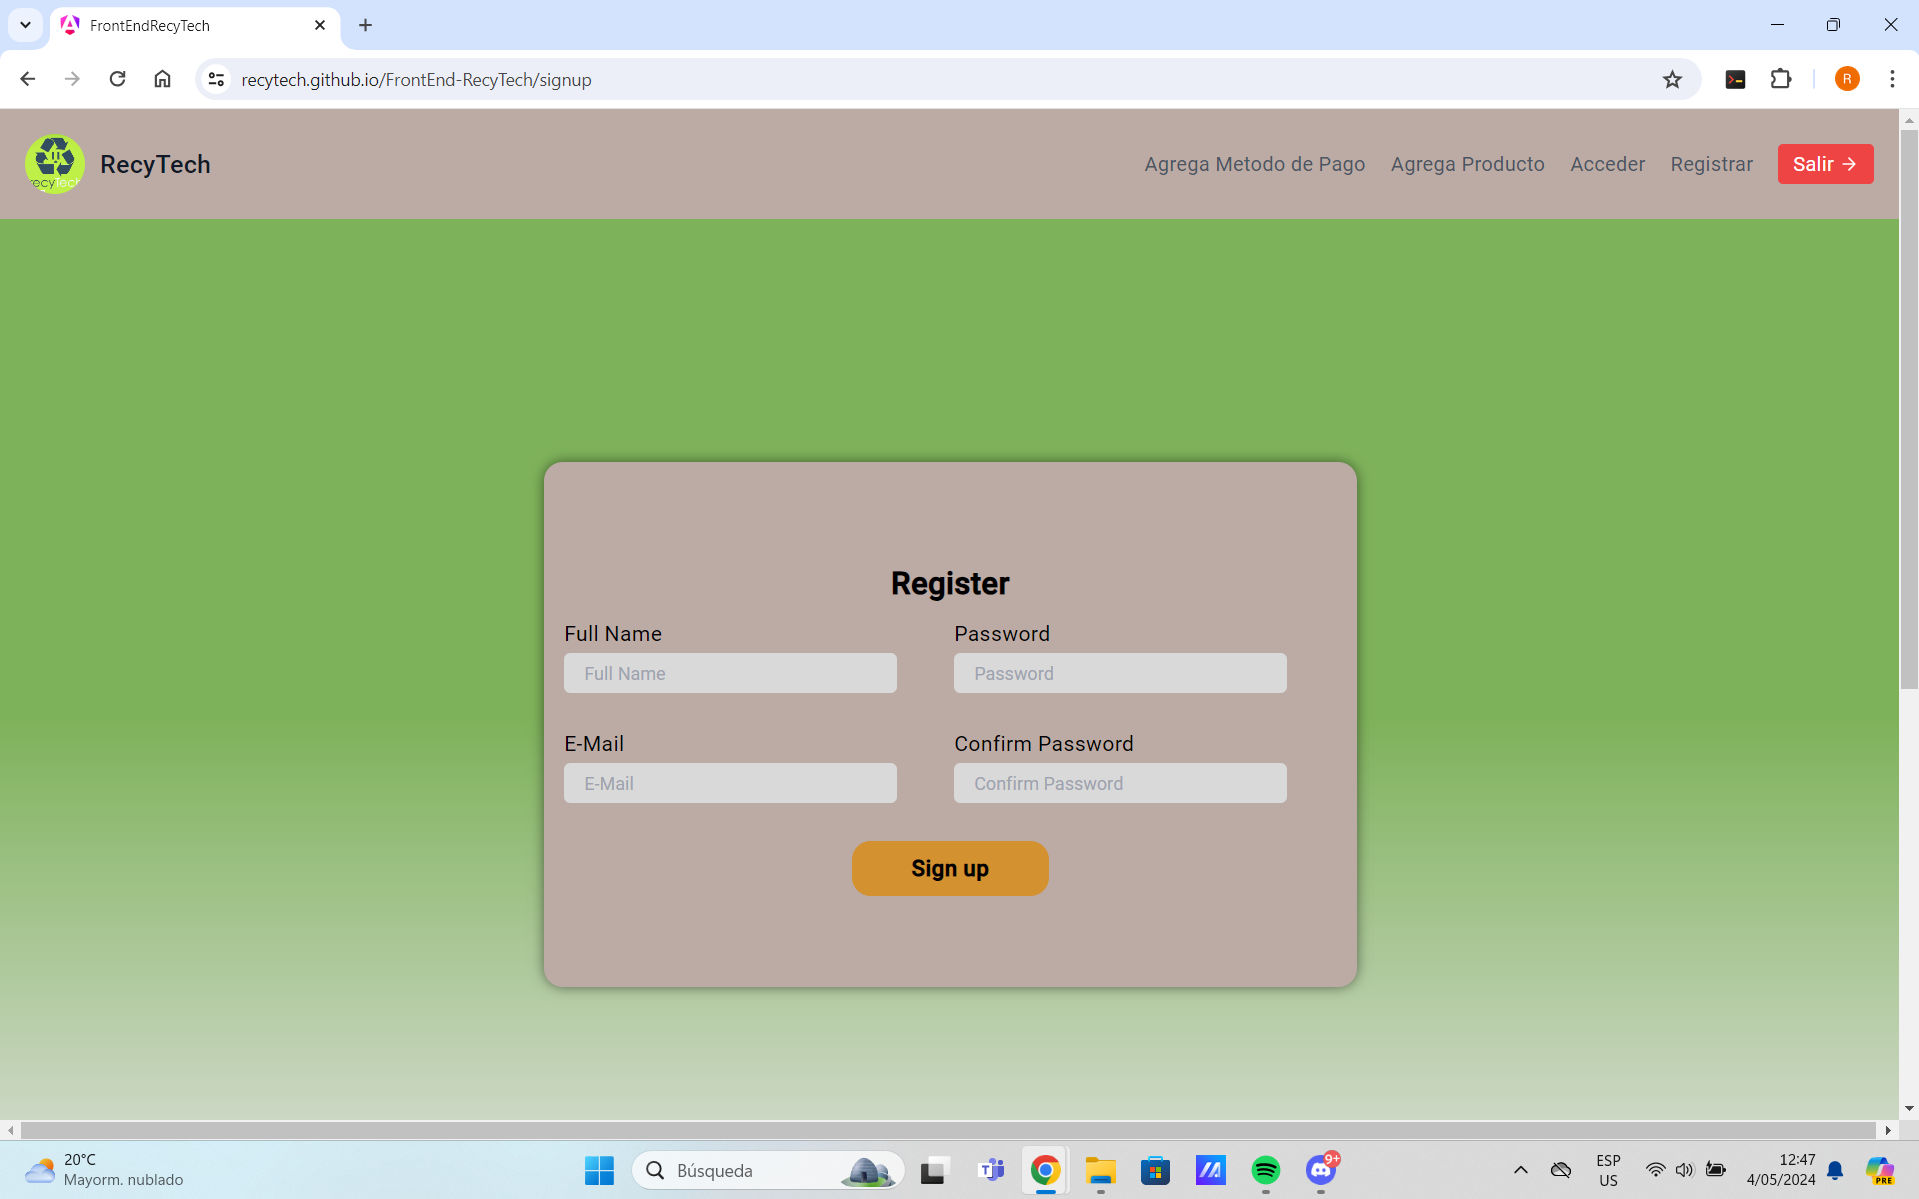 FrontEndRecyTech
recytech.github.io/FrontEnd-RecyTech/signup
R
recyTech
RecyTech
Agrega Metodo de Pago
Agrega Producto
Acceder
Registrar
Salir →
Register
Full Name
Password
Full Name
Password
E-Mail
Confirm Password
E-Mail
Confirm Password
Sign up
20°C
Mayorm. nublado
Búsqueda
9+
ESP
US
12:47
4/05/2024
PRE